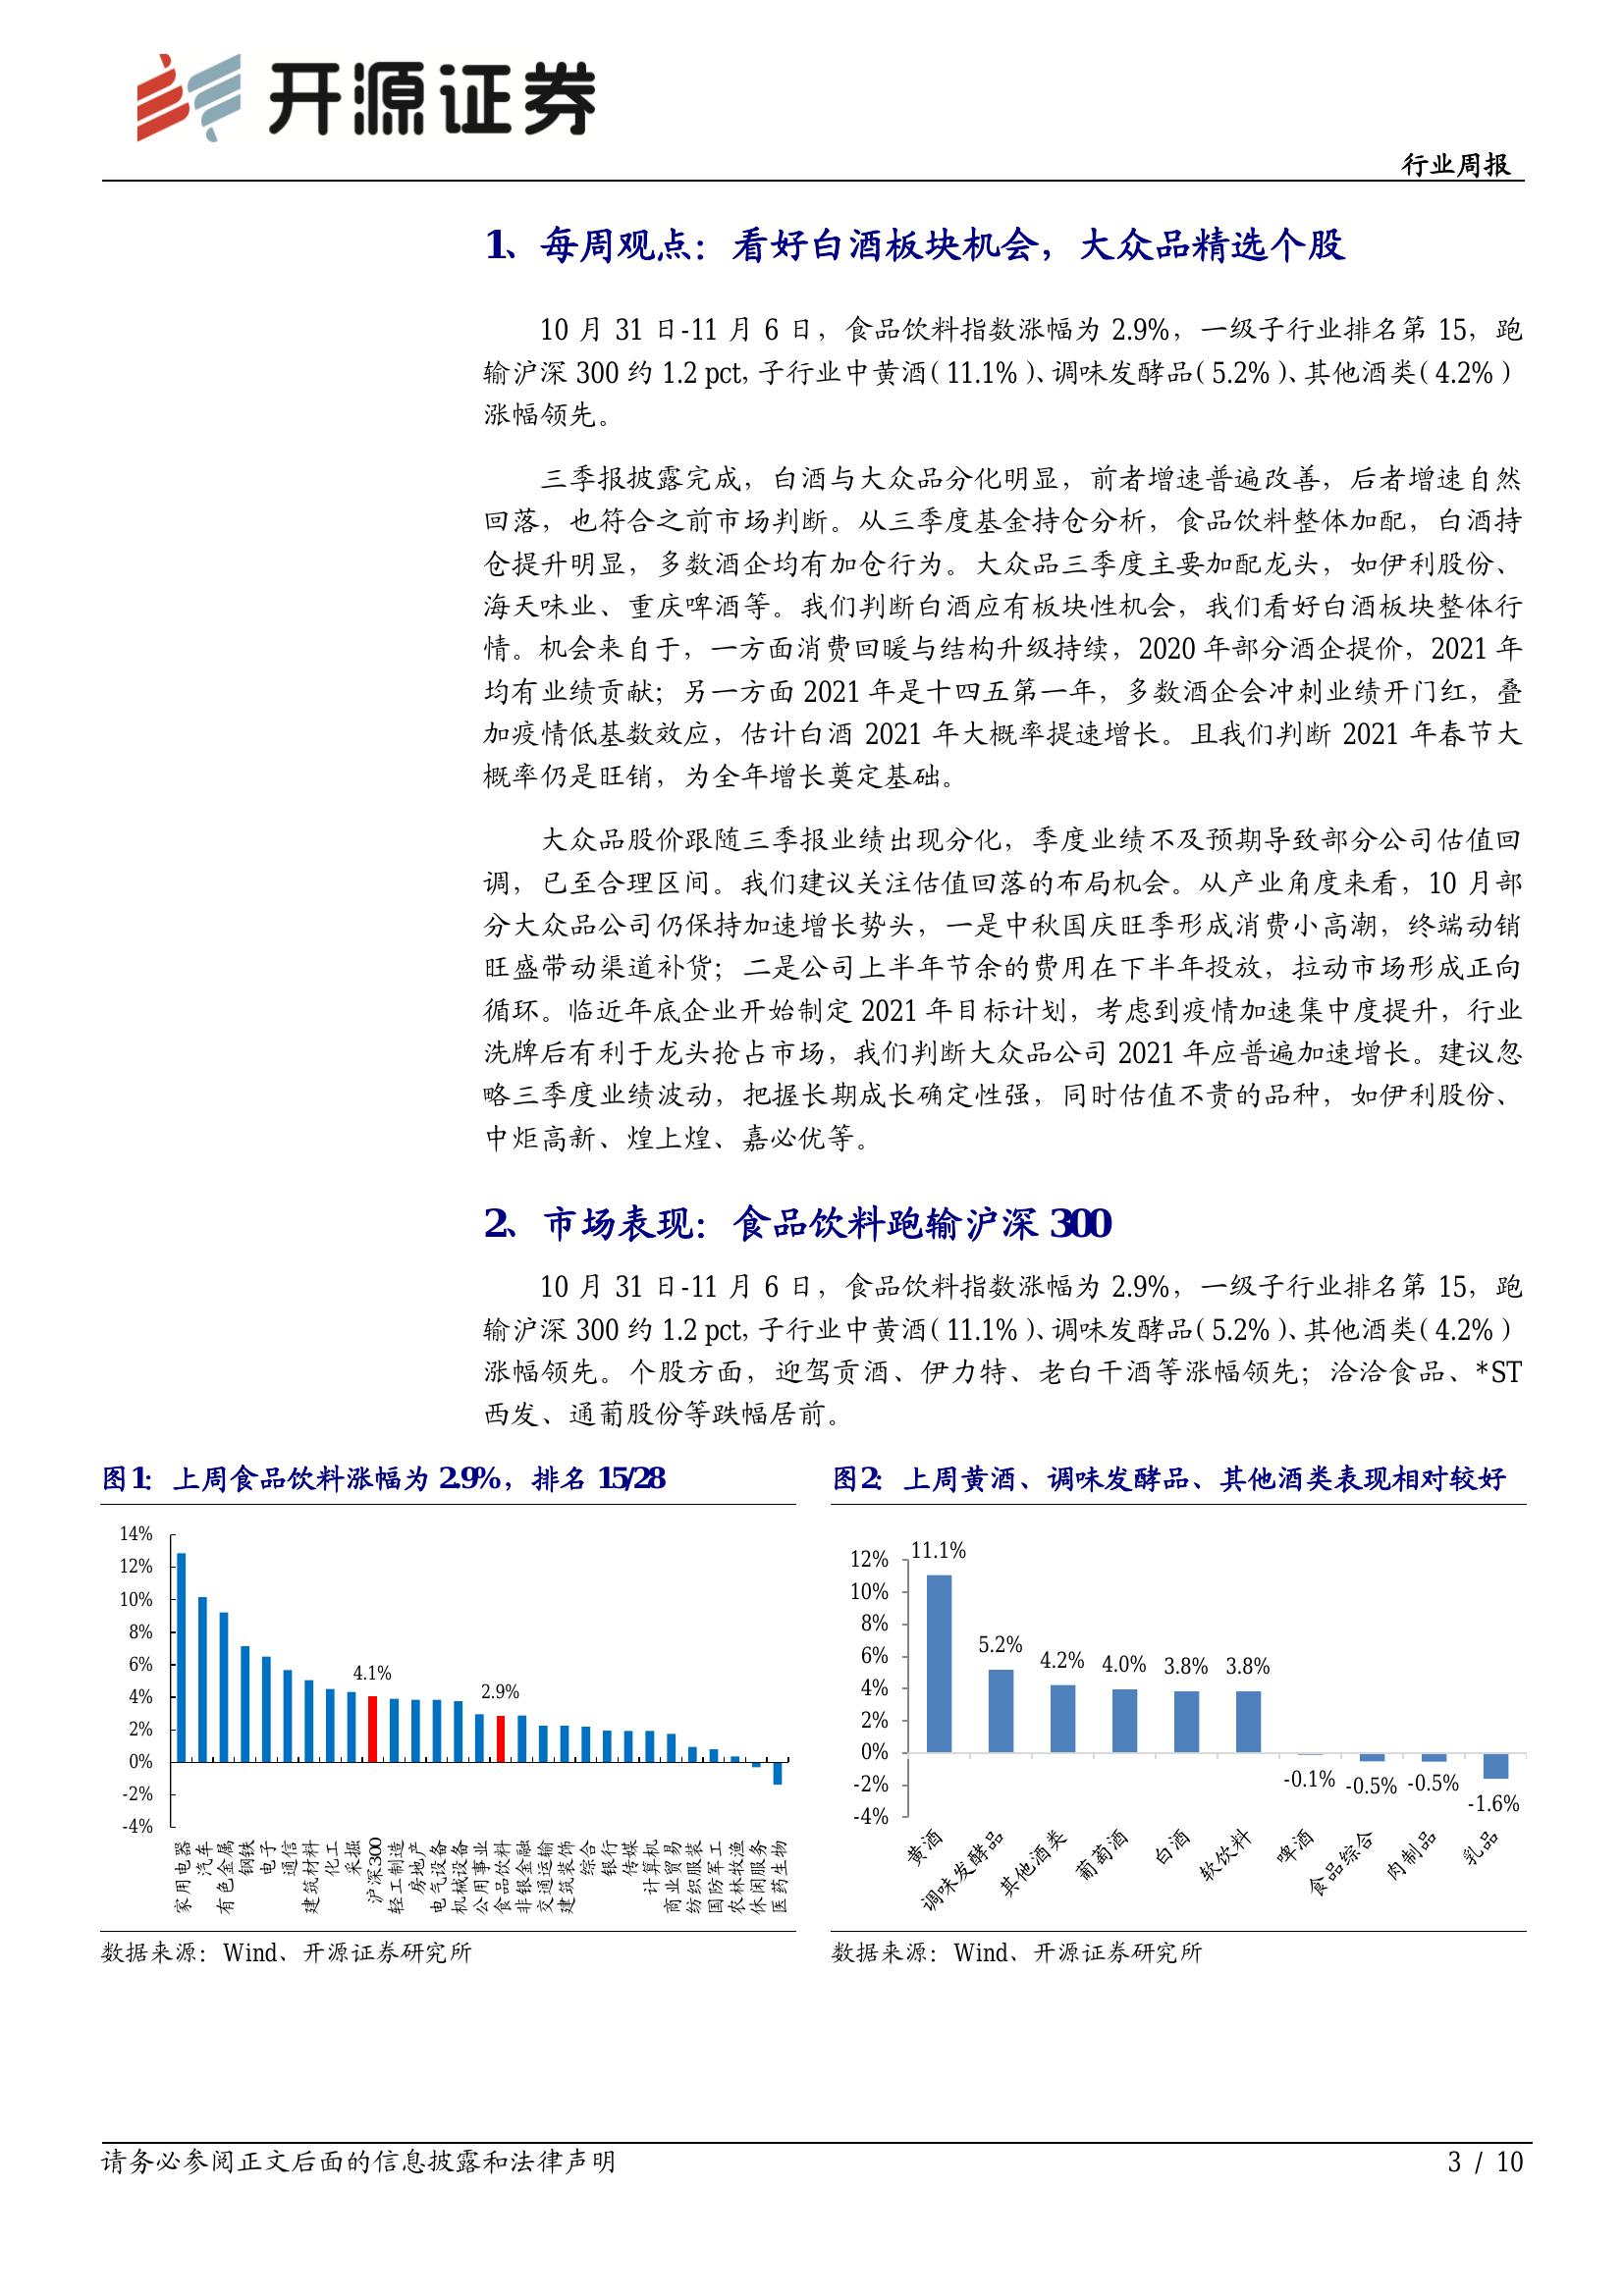 开源证券
行业周报
1、每周观点：看好白酒板块机会，大众品精选个股
10 月 31 日-11 月 6 日，食品饮料指数涨幅为 2.9%，一级子行业排名第 15，跑
输沪深 300 约 1.2 pct，子行业中黄酒（11.1%）、调味发酵品（5.2%）、其他酒类（4.2%）
涨幅领先。
三季报披露完成，白酒与大众品分化明显，前者增速普遍改善，后者增速自然
回落，也符合之前市场判断。从三季度基金持仓分析，食品饮料整体加配，白酒持
仓提升明显，多数酒企均有加仓行为。大众品三季度主要加配龙头，如伊利股份、
海天味业、重庆啤酒等。我们判断白酒应有板块性机会，我们看好白酒板块整体行
情。机会来自于，一方面消费回暖与结构升级持续，2020 年部分酒企提价，2021 年
均有业绩贡献；另一方面 2021 年是十四五第一年，多数酒企会冲刺业绩开门红，叠
加疫情低基数效应，估计白酒 2021 年大概率提速增长。且我们判断 2021 年春节大
概率仍是旺销，为全年增长奠定基础。
大众品股价跟随三季报业绩出现分化，季度业绩不及预期导致部分公司估值回
调，已至合理区间。我们建议关注估值回落的布局机会。从产业角度来看，10 月部
分大众品公司仍保持加速增长势头，一是中秋国庆旺季形成消费小高潮，终端动销
旺盛带动渠道补货；二是公司上半年节余的费用在下半年投放，拉动市场形成正向
循环。临近年底企业开始制定 2021 年目标计划，考虑到疫情加速集中度提升，行业
洗牌后有利于龙头抢占市场，我们判断大众品公司 2021 年应普遍加速增长。建议忽
略三季度业绩波动，把握长期成长确定性强，同时估值不贵的品种，如伊利股份、
中炬高新、煌上煌、嘉必优等。
2、市场表现：食品饮料跑输沪深 300
10 月 31 日-11 月 6 日，食品饮料指数涨幅为 2.9%，一级子行业排名第 15，跑
输沪深 300 约 1.2 pct，子行业中黄酒（11.1%）、调味发酵品（5.2%）、其他酒类（4.2%）
涨幅领先。个股方面，迎驾贡酒、伊力特、老白干酒等涨幅领先；洽洽食品、*ST
西发、通葡股份等跌幅居前。
图1：上周食品饮料涨幅为 2.9%，排名 15/28
14%
12%
10%
8%
6%
4%
2%
0%
-2%
-4%
4.1%
2.9%
家用电器
汽车
有色金属
钢铁
电子
通信
建筑材料
化工
采掘
沪深300
轻工制造
房地产
电气设备
机械设备
公用事业
食品饮料
非银金融
交通运输
建筑装饰
综合
银行
传媒
计算机
商业贸易
纺织服装
国防军工
农林牧渔
休闲服务
医药生物
数据来源：Wind、开源证券研究所
图2：上周黄酒、调味发酵品、其他酒类表现相对较好
12%
10%
8%
6%
4%
2%
0%
-2%
-4%
11.1%
5.2%
4.2%
4.0%
3.8%
3.8%
-0.1%
-0.5%
-0.5%
-1.6%
黄酒
调味发酵品
其他酒类
葡萄酒
白酒
软饮料
啤酒
食品综合
肉制品
乳品
数据来源：Wind、开源证券研究所
请务必参阅正文后面的信息披露和法律声明
3 / 10